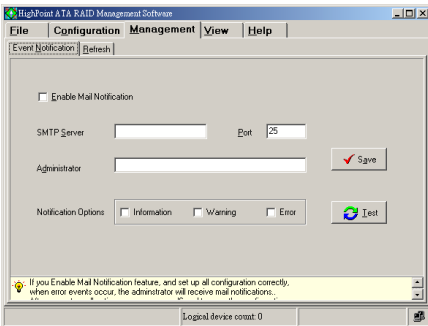 HighPoint ATA RAID Management Software
File Configuration Management View Help
Event Notification Refresh
Enable Mail Notification
SMTP Server Port 25
Administrator
Save
Notification Options Information Warning Error
Test
If you Enable Mail Notification feature, and set up all configuration correctly,
when error events occur, the adminstrator will receive mail notifications..
Logical device count: 0